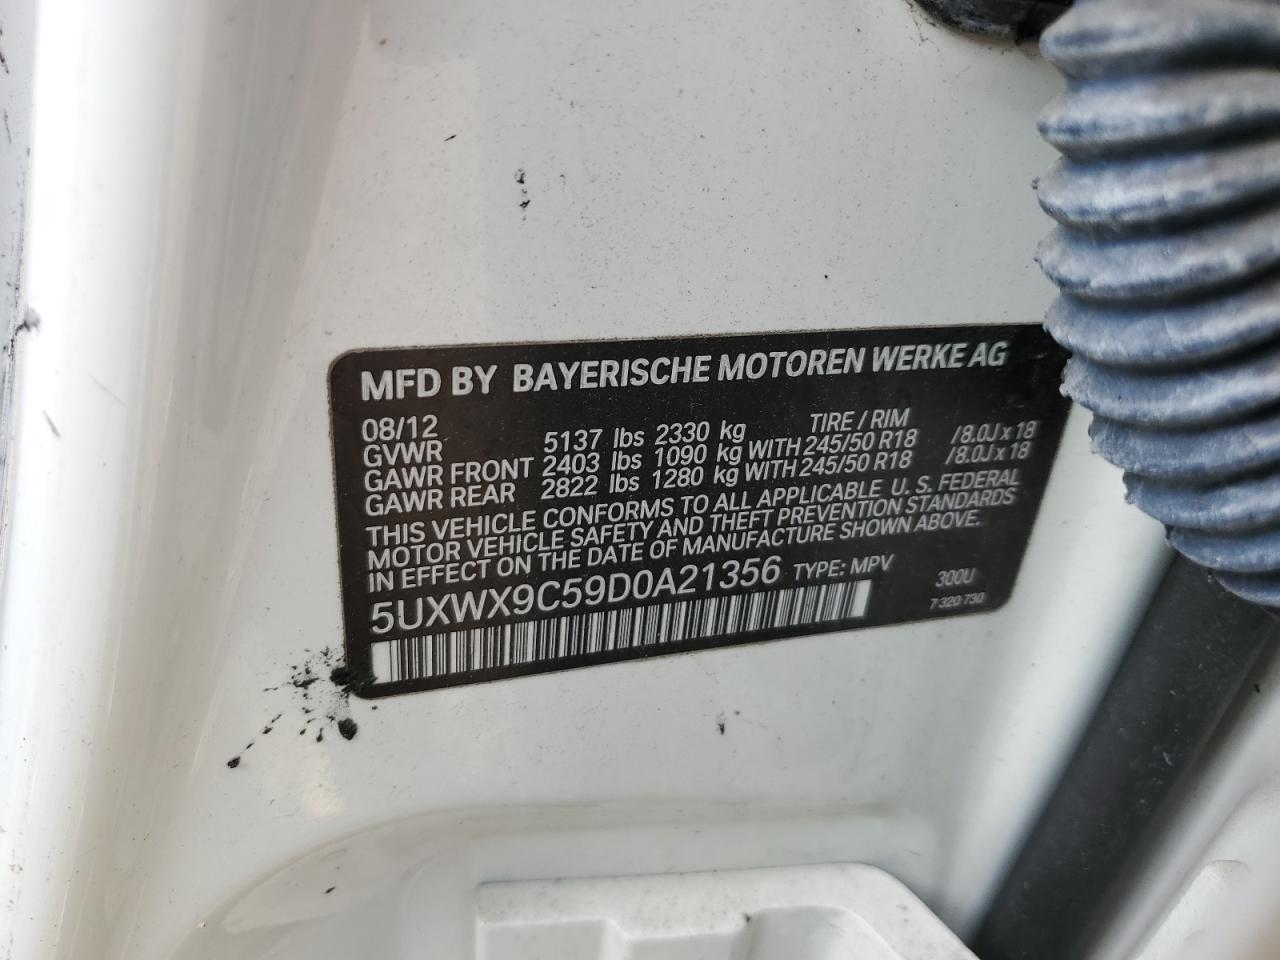 MFD BY BAYERISCHE MOTOREN WERKE AG
08/12 TIRE / RIM
GVWR 5137 lbs 2330 kg
GAWR FRONT 2403 lbs 1090 kg WITH 245/50 R18 /8.0J x 18
GAWR REAR 2822 lbs 1280 kg WITH 245/50 R18 /8.0J x 18
THIS VEHICLE CONFORMS TO ALL APPLICABLE U. S. FEDERAL
MOTOR VEHICLE SAFETY AND THEFT PREVENTION STANDARDS
IN EFFECT ON THE DATE OF MANUFACTURE SHOWN ABOVE.
5UXWX9C59D0A21356 TYPE: MPV 300U
7 320 730